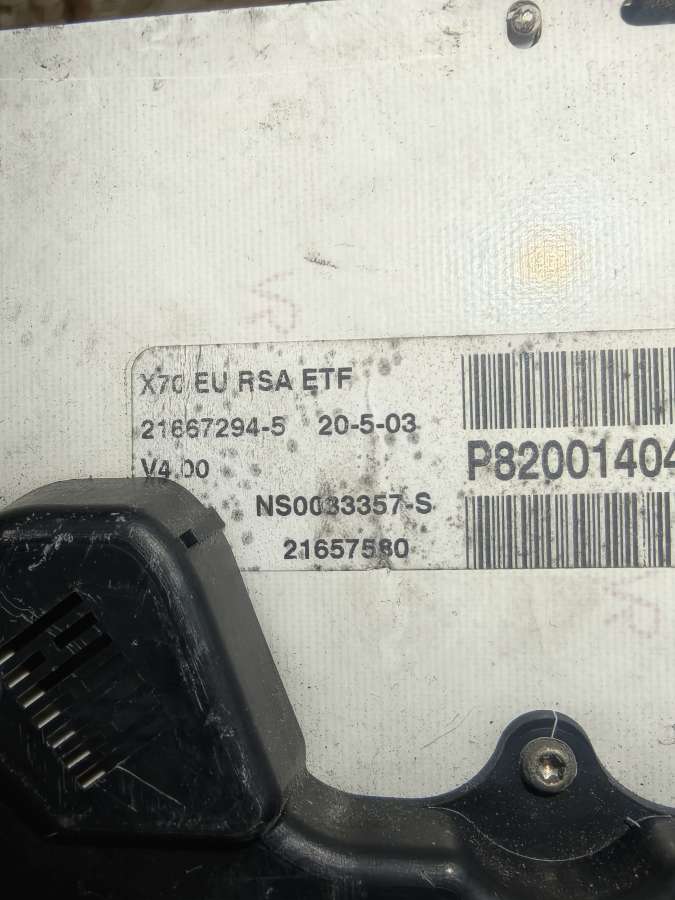 X70 EU RSA ETF
21667294-5 20-5-03
V4.00
NS0033357-S
21657580
P82001404